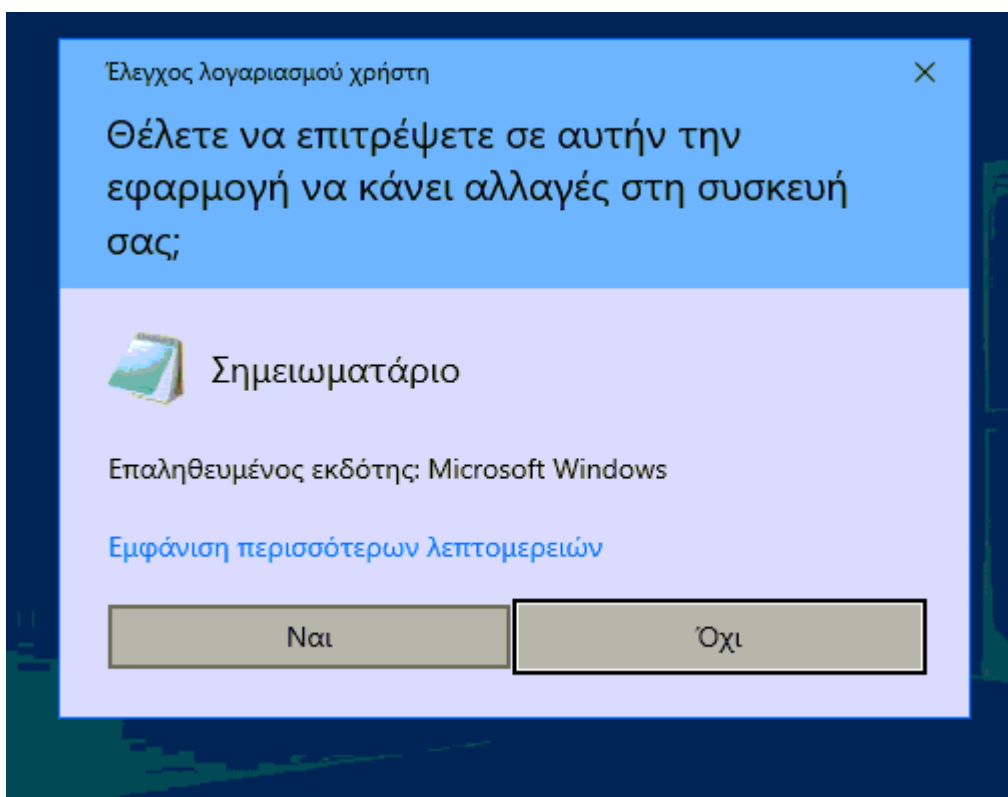 Έλεγχος λογαριασμού χρήστη
Θέλετε να επιτρέψετε σε αυτήν την
εφαρμογή να κάνει αλλαγές στη συσκευή
σας;
Σημειωματάριο
Επαληθευμένος εκδότης: Microsoft Windows
Εμφάνιση περισσότερων λεπτομερειών
Ναι
Όχι